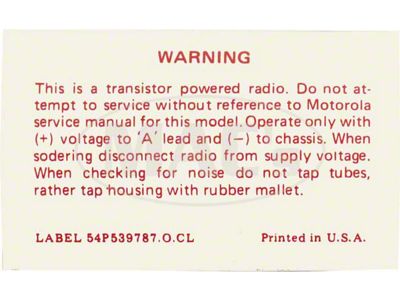 WARNING
This is a transistor powered radio. Do not at-
tempt to service without reference to Motorola
service manual for this model. Operate only with
(+) voltage to 'A' lead and (−) to chassis. When
sodering disconnect radio from supply voltage.
When checking for noise do not tap tubes,
rather tap housing with rubber mallet.
LABEL 54P539787.O.CL Printed in U.S.A.